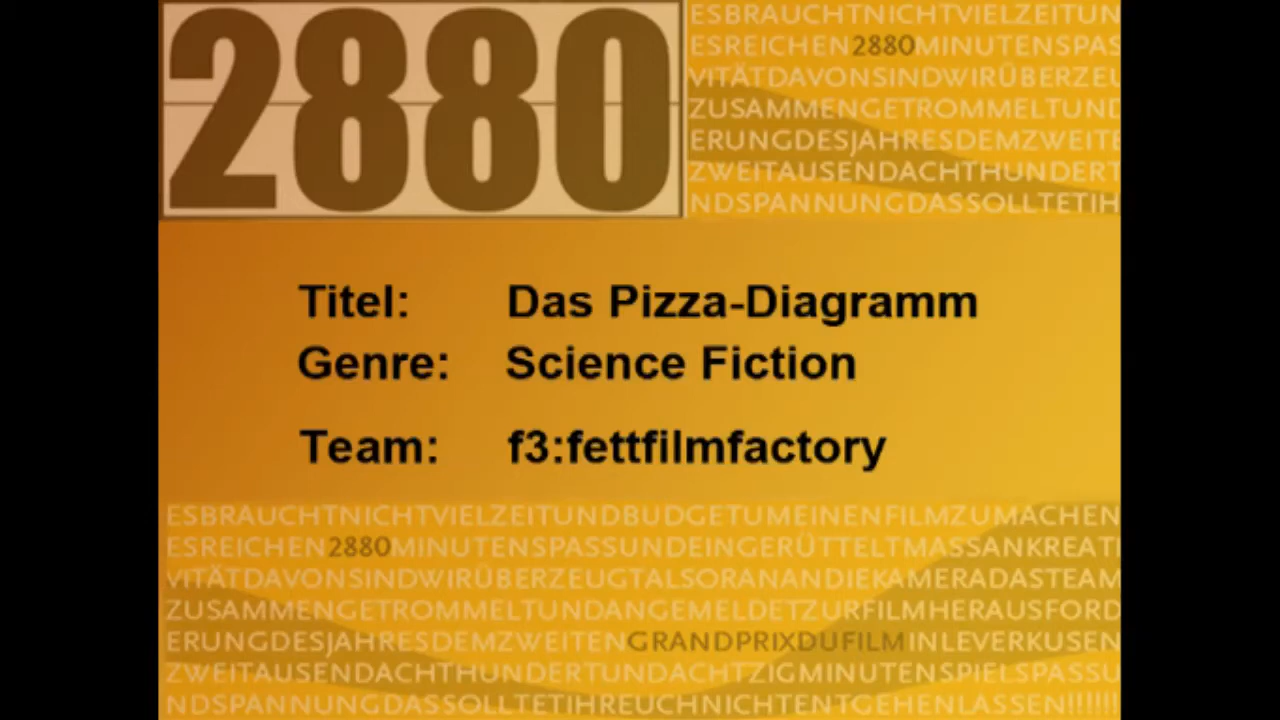 2880
ESBRAUCHTNICHTVIELZEITUN
ESREICHEN2880MINUTENSPAS
VITÄTDAVONSINDWIRÜBERZEU
ZUSAMMENGETROMMELTUND
ERUNGDESJAHRESDEMZWEITE
ZWEITAUSENDACHTHUNDERT
NDSPANNUNGDASSOLLTETIH
Titel: Das Pizza-Diagramm
Genre: Science Fiction
Team: f3:fettfilmfactory
ESBRAUCHTNICHTVIELZEITUNDBUDGETUMEINENFILMZUMACHEN
ESREICHEN2880MINUTENSPASSUNDEINGERÜTTELTMASSANKREATI
VITÄTDAVONSINDWIRÜBERZEUGTALSORANANDIEKAMERADASTEAM
ZUSAMMENGETROMMELTUNDANGEMELDETZURFILMHERAUSFORD
ERUNGDESJAHRESDEMZWEITENGRANDPRIXDUFILMINLEVERKUSEN
ZWEITAUSENDACHTHUNDERTUNDACHTZIGMINUTENSPIELSPASSU
NDSPANNUNGDASSOLLTETIHREUCHNICHTENTGEHENLASSEN!!!!!!